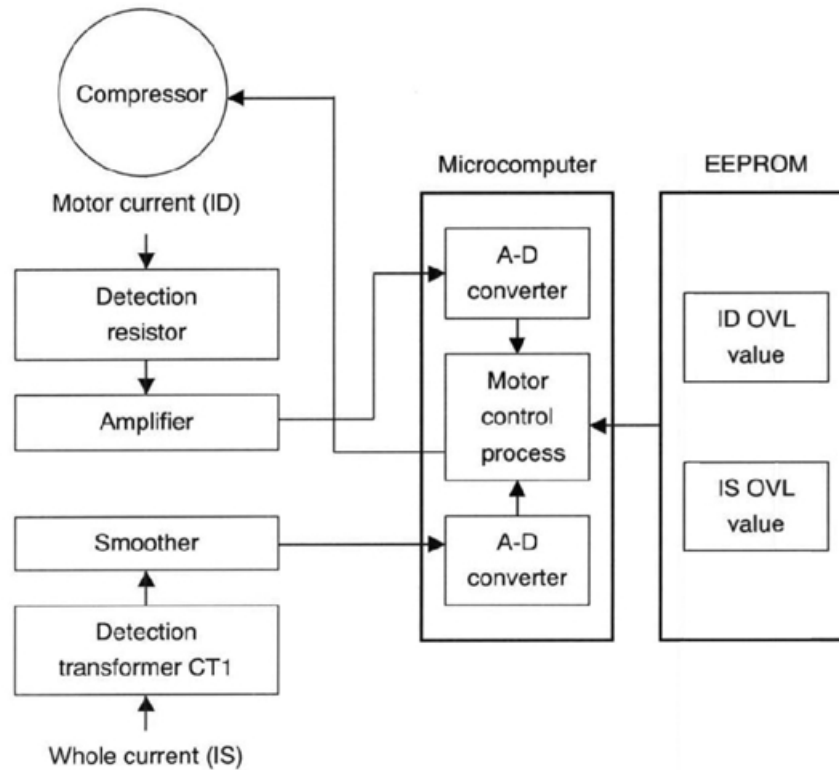 Compressor
Microcomputer
EEPROM
Motor current (ID)
Detection
resistor
Amplifier
A-D
converter
Motor
control
process
A-D
converter
ID OVL
value
IS OVL
value
Smoother
Detection
transformer CT1
Whole current (IS)